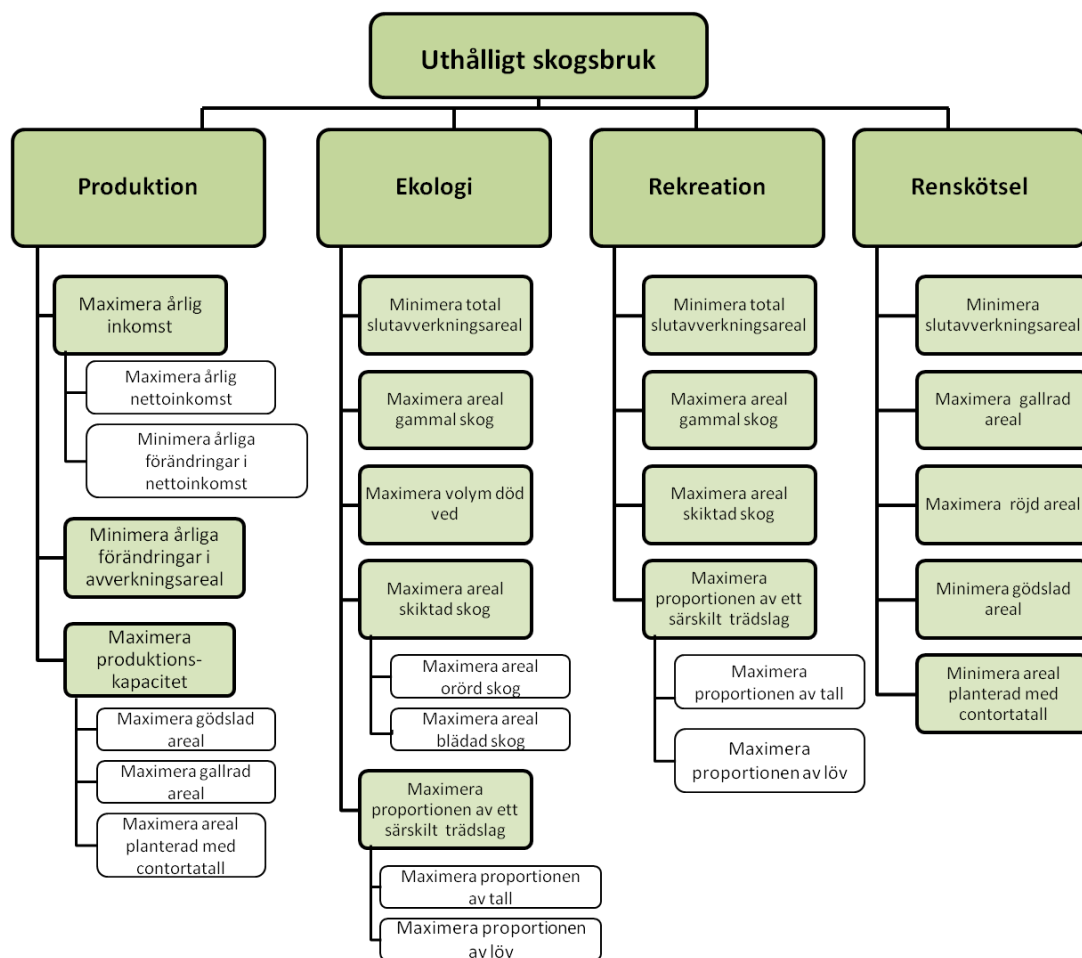 Uthålligt skogsbruk
Produktion
Maximera årlig
inkomst
Maximera årlig
nettoinkomst
Minimera årliga
förändringar i
nettoinkomst
Minimera årliga
förändringar i
avverkningsareal
Maximera
produktions-
kapacitet
Maximera gödslad
areal
Maximera gallrad
areal
Maximera areal
planterad med
contortatall
Ekologi
Minimera total
slutavverkningsareal
Maximera areal
gammal skog
Maximera volym död
ved
Maximera areal
skiktad skog
Maximera areal
orörd skog
Maximera areal
blädad skog
Maximera
proportionen av ett
särskilt trädslag
Maximera proportionen
av tall
Maximera proportionen
av löv
Rekreation
Minimera total
slutavverkningsareal
Maximera areal
gammal skog
Maximera areal
skiktad skog
Maximera
proportionen av ett
särskilt trädslag
Maximera
proportionen av tall
Maximera
proportionen av löv
Renskötsel
Minimera
slutavverkningsareal
Maximera gallrad
areal
Maximera röjd areal
Minimera gödslad
areal
Minimera areal
planterad med
contortatall